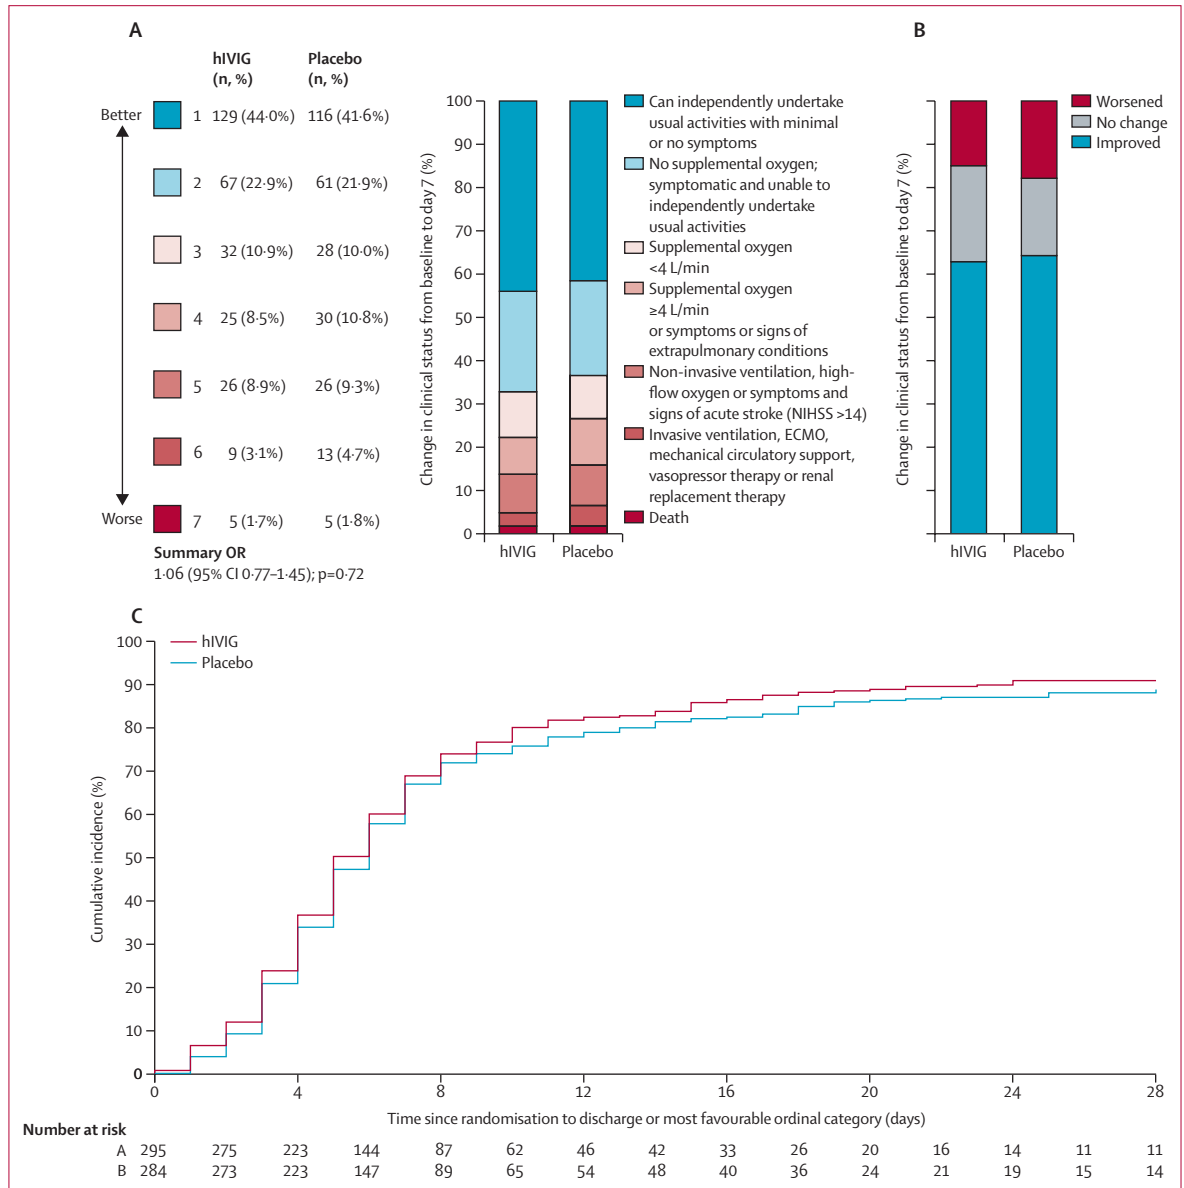 A
hIVIG
(n, %)
Placebo
(n, %)
Better
1 129 (44·0%) 116 (41·6%)
2 67 (22·9%) 61 (21·9%)
3 32 (10·9%) 28 (10·0%)
4 25 (8·5%) 30 (10·8%)
5 26 (8·9%) 26 (9·3%)
6 9 (3·1%) 13 (4·7%)
Worse 7 5 (1·7%) 5 (1·8%)
Summary OR
1·06 (95% CI 0·77–1·45); p=0·72
Change in clinical status from baseline to day 7 (%)
100
90
80
70
60
50
40
30
20
10
0
hIVIG Placebo
Can independently undertake
usual activities with minimal
or no symptoms
No supplemental oxygen;
symptomatic and unable to
independently undertake
usual activities
Supplemental oxygen
<4 L/min
Supplemental oxygen
≥4 L/min
or symptoms or signs of
extrapulmonary conditions
Non-invasive ventilation, high-
flow oxygen or symptoms and
signs of acute stroke (NIHSS >14)
Invasive ventilation, ECMO,
mechanical circulatory support,
vasopressor therapy or renal
replacement therapy
Death
B
Change in clinical status from baseline to day 7 (%)
hIVIG Placebo
Worsened
No change
Improved
C
hIVIG
Placebo
Cumulative incidence (%)
100
90
80
70
60
50
40
30
20
10
0
0 4 8 12 16 20 24 28
Time since randomisation to discharge or most favourable ordinal category (days)
Number at risk
A 295 275 223 144 87 62 46 42 33 26 20 16 14 11 11
B 284 273 223 147 89 65 54 48 40 36 24 21 19 15 14